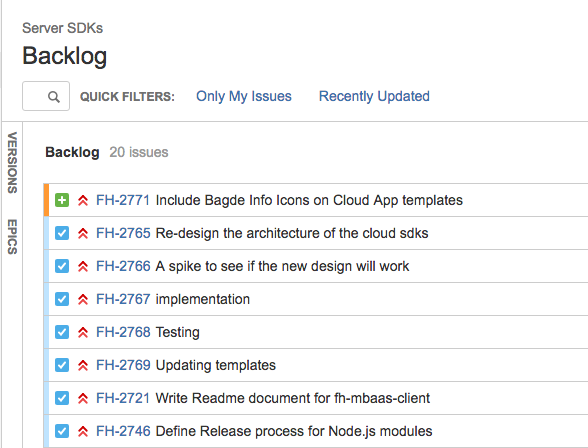 Server SDKs
Backlog
QUICK FILTERS: Only My Issues Recently Updated
VERSIONS
EPICS
Backlog 20 issues
FH-2771 Include Bagde Info Icons on Cloud App templates
FH-2765 Re-design the architecture of the cloud sdks
FH-2766 A spike to see if the new design will work
FH-2767 implementation
FH-2768 Testing
FH-2769 Updating templates
FH-2721 Write Readme document for fh-mbaas-client
FH-2746 Define Release process for Node.js modules